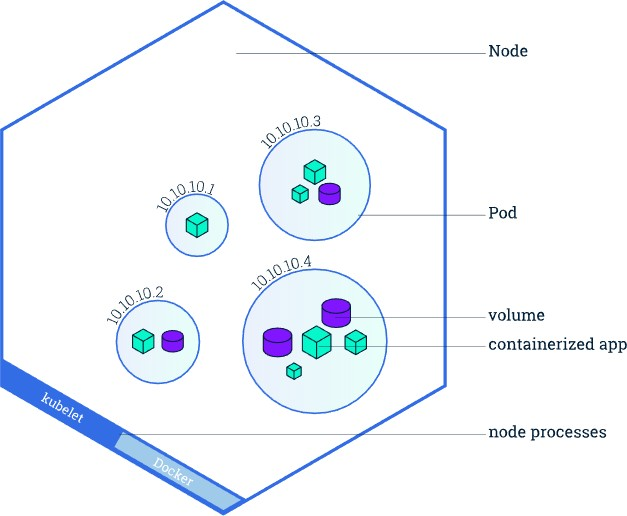 Node
10.10.10.3
10.10.10.1
Pod
10.10.10.4
10.10.10.2
volume
containerized app
kubelet
node processes
Docker